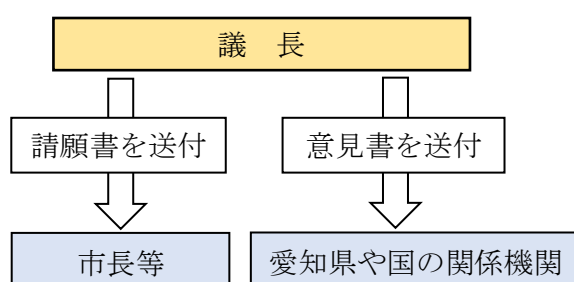 議　長
請願書を送付
意見書を送付
市長等
愛知県や国の関係機関